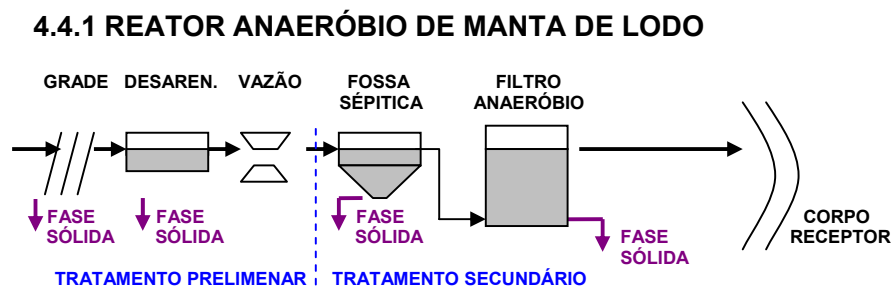 4.4.1 REATOR ANAERÓBIO DE MANTA DE LODO
GRADE DESAREN. VAZÃO FOSSA SÉPITICA FILTRO ANAERÓBIO
FASE SÓLIDA
FASE SÓLIDA
FASE SÓLIDA
FASE SÓLIDA
CORPO RECEPTOR
TRATAMENTO PRELIMENAR TRATAMENTO SECUNDÁRIO